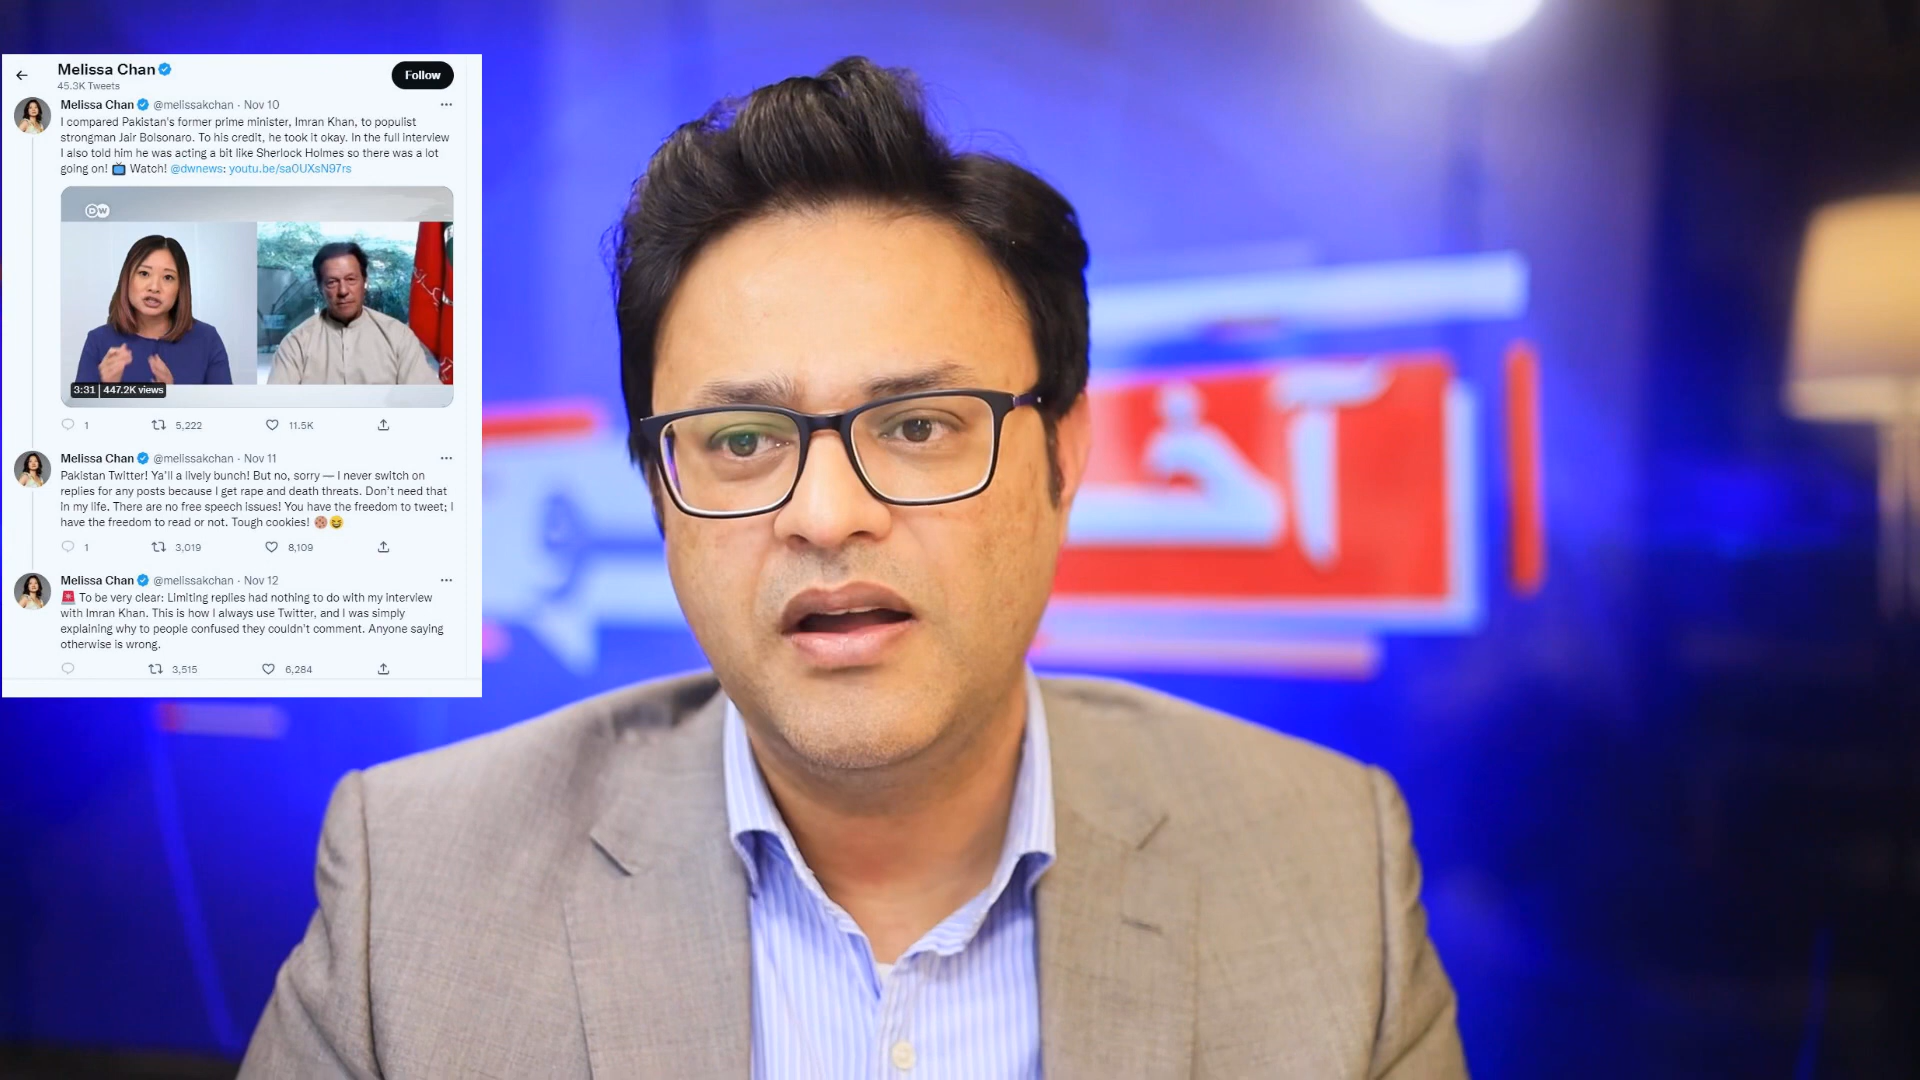 Melissa Chan
45.3K Tweets
Follow
Melissa Chan @melissakchan · Nov 10
I compared Pakistan's former prime minister, Imran Khan, to populist
strongman Jair Bolsonaro. To his credit, he took it okay. In the full interview
I also told him he was acting a bit like Sherlock Holmes so there was a lot
going on! 📺 Watch! @dwnews: youtu.be/sa0UXsN97rs
DW
3:31 447.2K views
1 5,222 11.5K
Melissa Chan @melissakchan · Nov 11
Pakistan Twitter! Ya'll a lively bunch! But no, sorry — I never switch on
replies for any posts because I get rape and death threats. Don't need that
in my life. There are no free speech issues! You have the freedom to tweet; I
have the freedom to read or not. Tough cookies! 🍪😆
1 3,019 8,109
Melissa Chan @melissakchan · Nov 12
🚨 To be very clear: Limiting replies had nothing to do with my interview
with Imran Khan. This is how I always use Twitter, and I was simply
explaining why to people confused they couldn't comment. Anyone saying
otherwise is wrong.
3,515 6,284